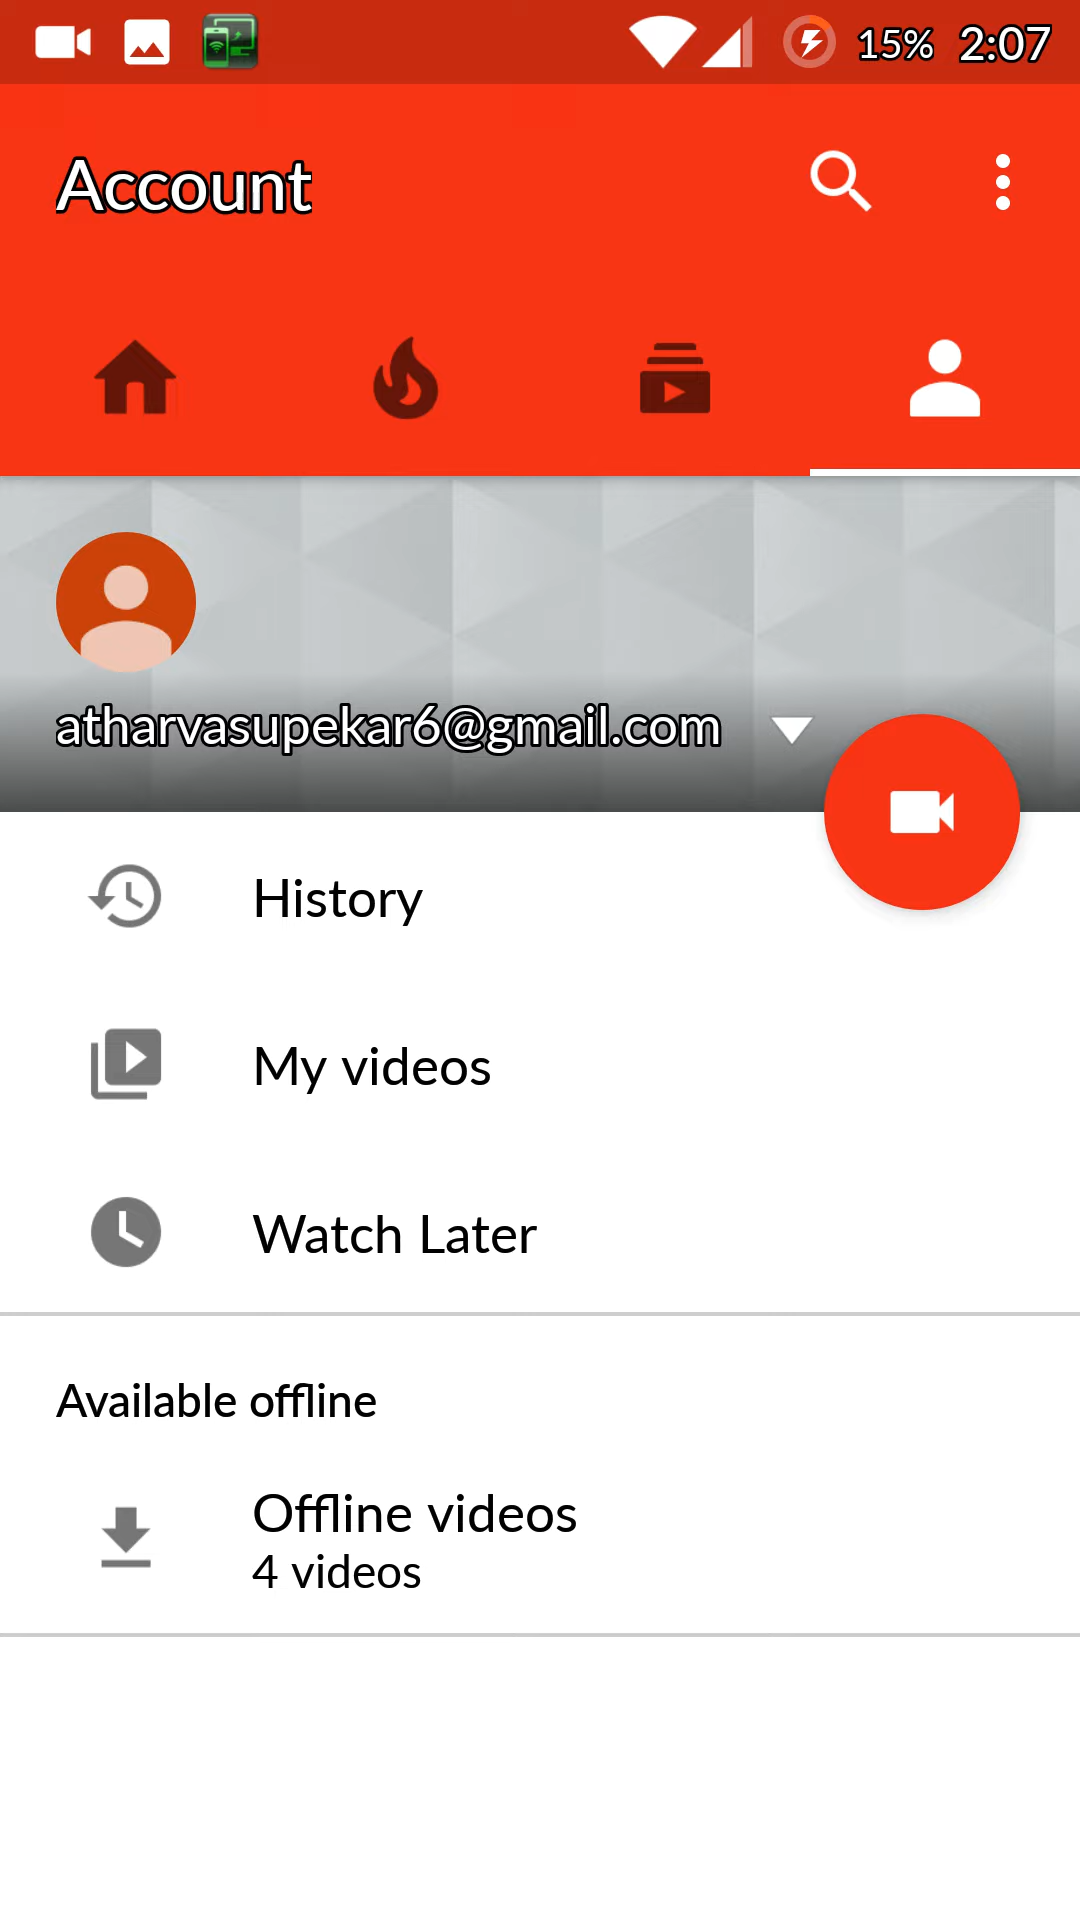 15% 2:07
Account
atharvasupekar6@gmail.com
History
My videos
Watch Later
Available offline
Offline videos
4 videos